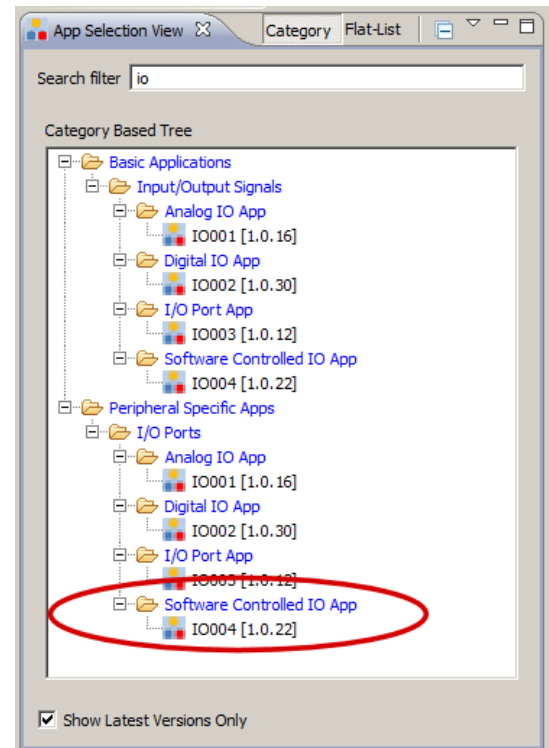 App Selection View
Category Flat-List
Search filter io
Category Based Tree
Basic Applications
Input/Output Signals
Analog IO App
IO001 [1.0.16]
Digital IO App
IO002 [1.0.30]
I/O Port App
IO003 [1.0.12]
Software Controlled IO App
IO004 [1.0.22]
Peripheral Specific Apps
I/O Ports
Analog IO App
IO001 [1.0.16]
Digital IO App
IO002 [1.0.30]
I/O Port App
IO003 [1.0.12]
Software Controlled IO App
IO004 [1.0.22]
Show Latest Versions Only